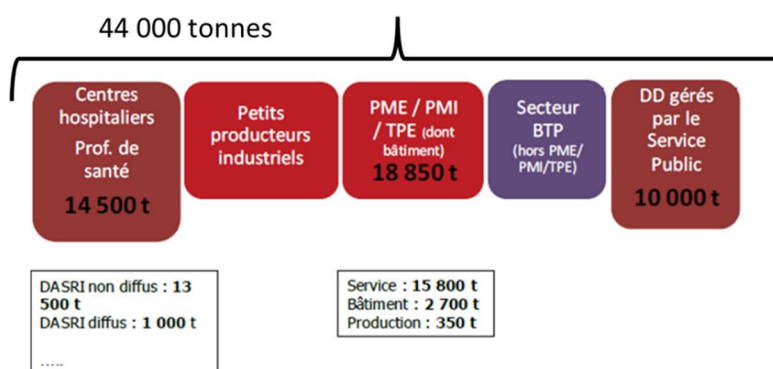 44 000 tonnes
Centres
hospitaliers
Prof. de
santé
14 500 t
Petits
producteurs
industriels
PME / PMI
/ TPE (dont
bâtiment)
18 850 t
Secteur
BTP
(hors PME/
PMI/TPE)
DD gérés
par le
Service
Public
10 000 t
DASRI non diffus : 13
500 t
DASRI diffus : 1 000 t
.....
Service : 15 800 t
Bâtiment : 2 700 t
Production : 350 t